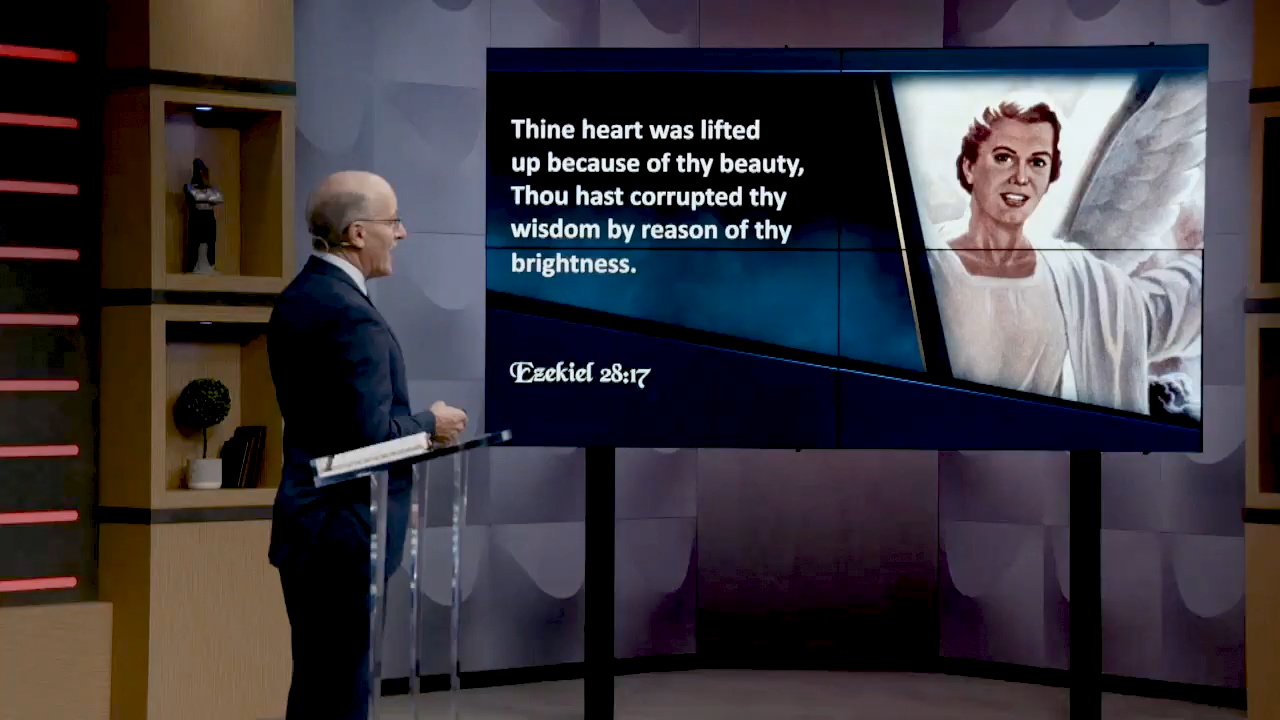 Thine heart was lifted
up because of thy beauty,
Thou hast corrupted thy
wisdom by reason of thy
brightness.
Ezekiel 28:17